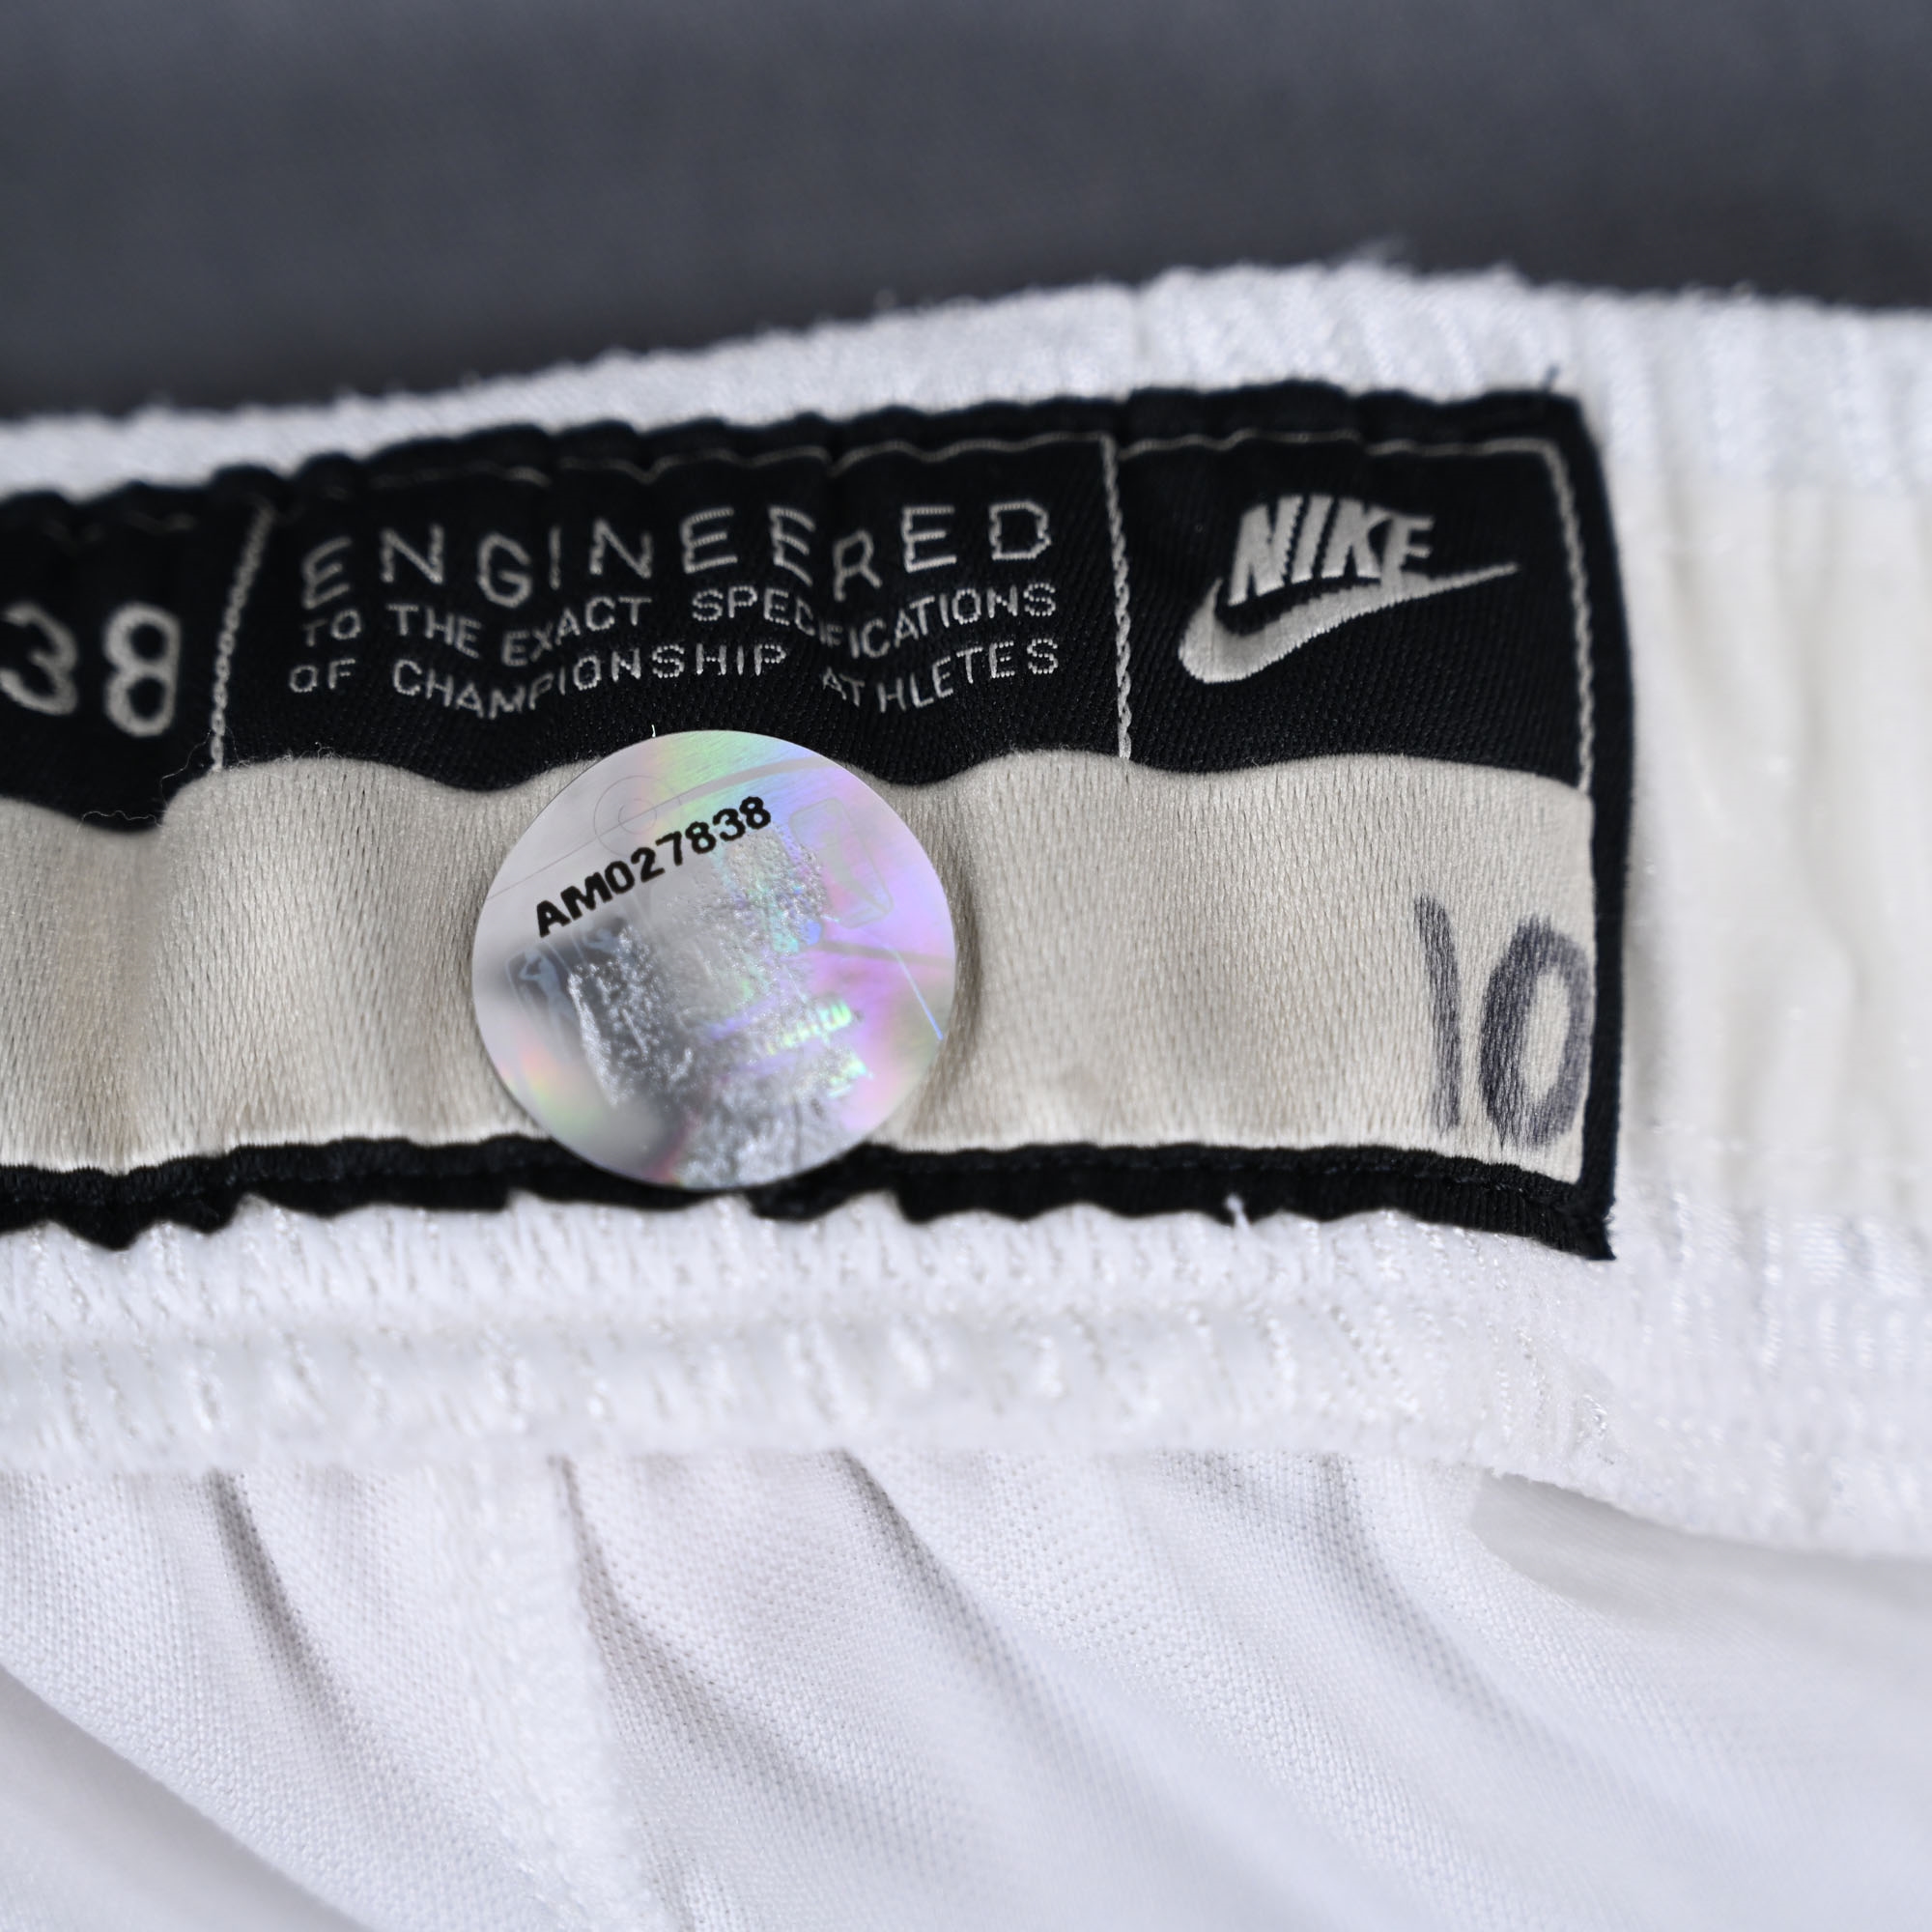 38
ENGINEERED
TO THE EXACT SPECIFICATIONS
OF CHAMPIONSHIP ATHLETES
NIKE
AM027838
10